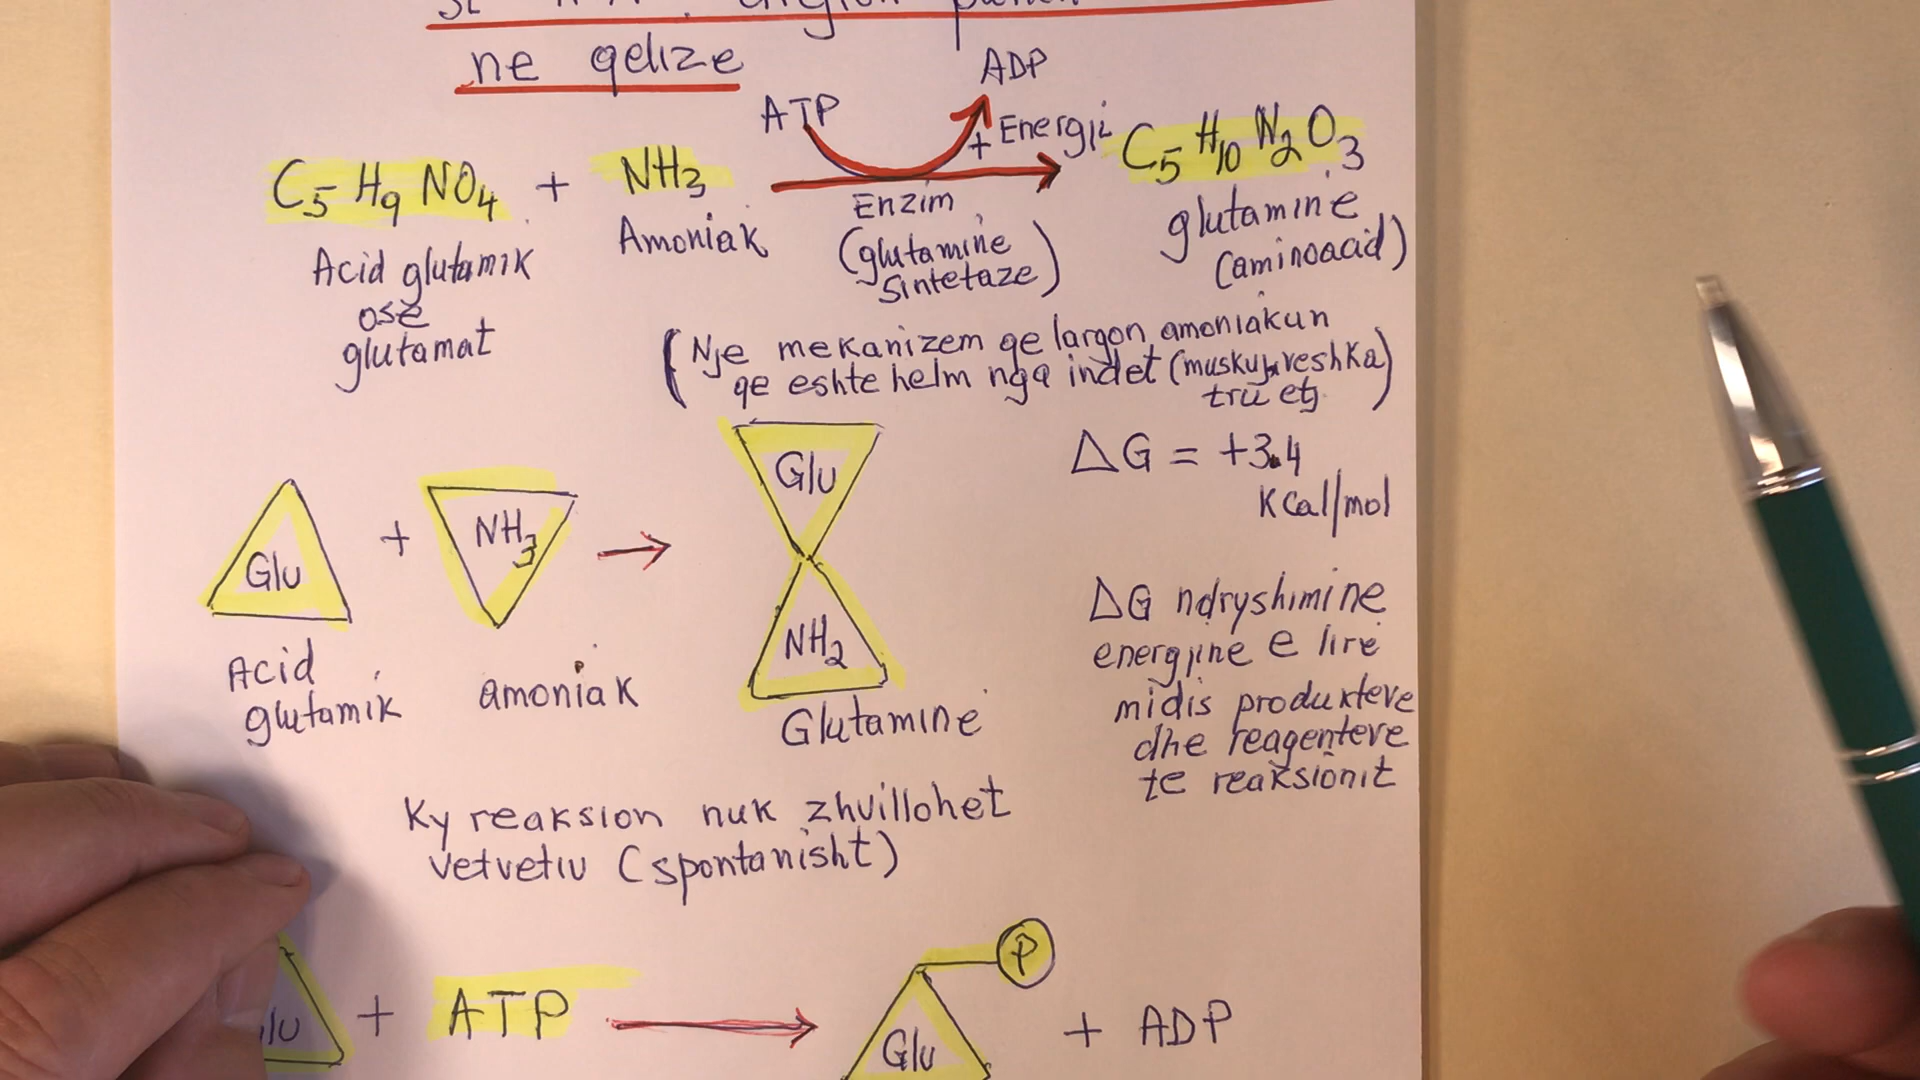 ne qelize
ATP
ADP
+ Energji
C5 H9 NO4 + NH3
C5 H10 N2O3
Acid glutamik
ose
glutamat
Amoniak
Enzim
(glutamine
sintetaze)
glutamine
(aminoacid)
(Nje mekanizem qe largon amoniakun
qe eshte helm nga indet (muskuj, veshka)
tru etj
ΔG = +3.4
Kcal/mol
Glu
+
NH3
Glu
NH2
Acid
glutamik
amoniak
Glutamine
ΔG ndryshimi ne
energjine e lire
midis produkteve
dhe reagenteve
te reaksionit
Ky reaksion nuk zhvillohet
vetvetiu (spontanisht)
+ ATP
P
Glu
+ ADP